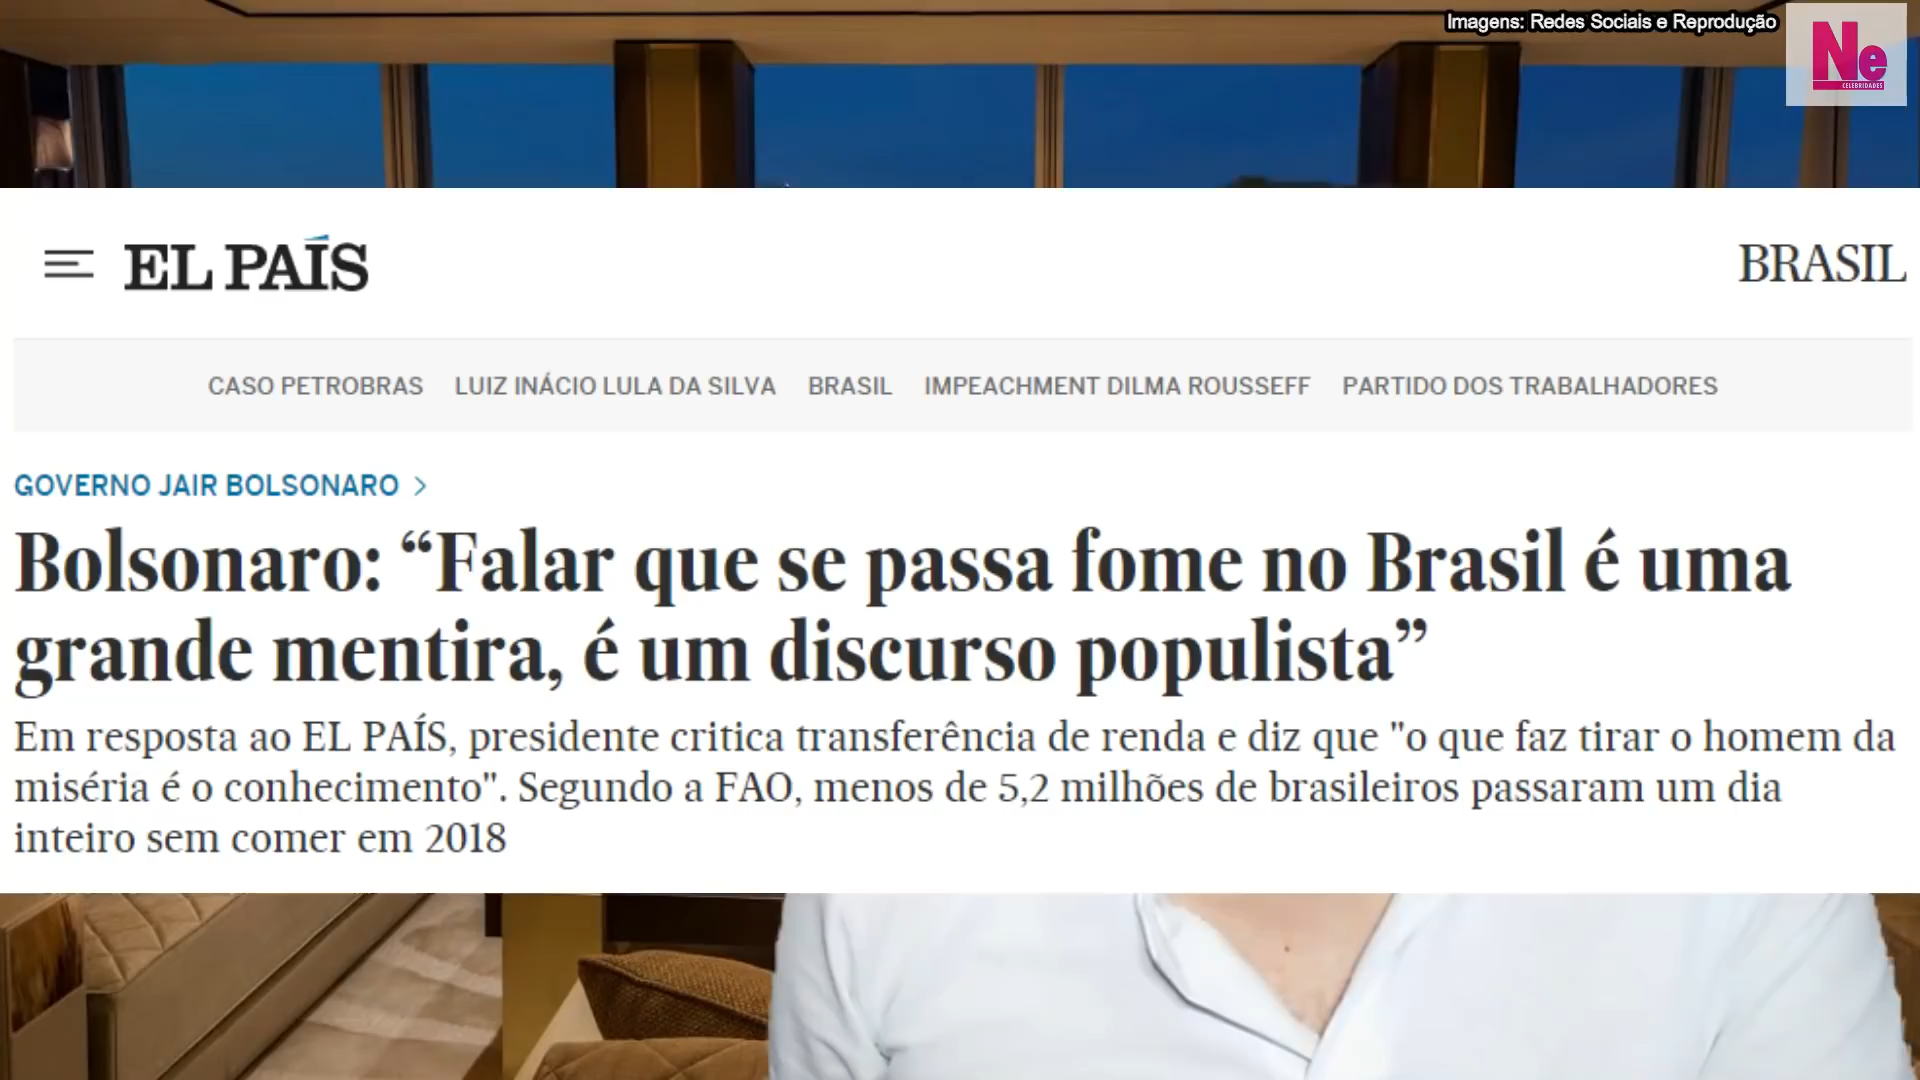 Imagens: Redes Sociais e Reprodução
Ne
CELEBRIDADES
EL PAÍS
BRASIL
CASO PETROBRAS LUIZ INÁCIO LULA DA SILVA BRASIL IMPEACHMENT DILMA ROUSSEFF PARTIDO DOS TRABALHADORES
GOVERNO JAIR BOLSONARO >
Bolsonaro: “Falar que se passa fome no Brasil é uma
grande mentira, é um discurso populista”
Em resposta ao EL PAÍS, presidente critica transferência de renda e diz que "o que faz tirar o homem da
miséria é o conhecimento". Segundo a FAO, menos de 5,2 milhões de brasileiros passaram um dia
inteiro sem comer em 2018